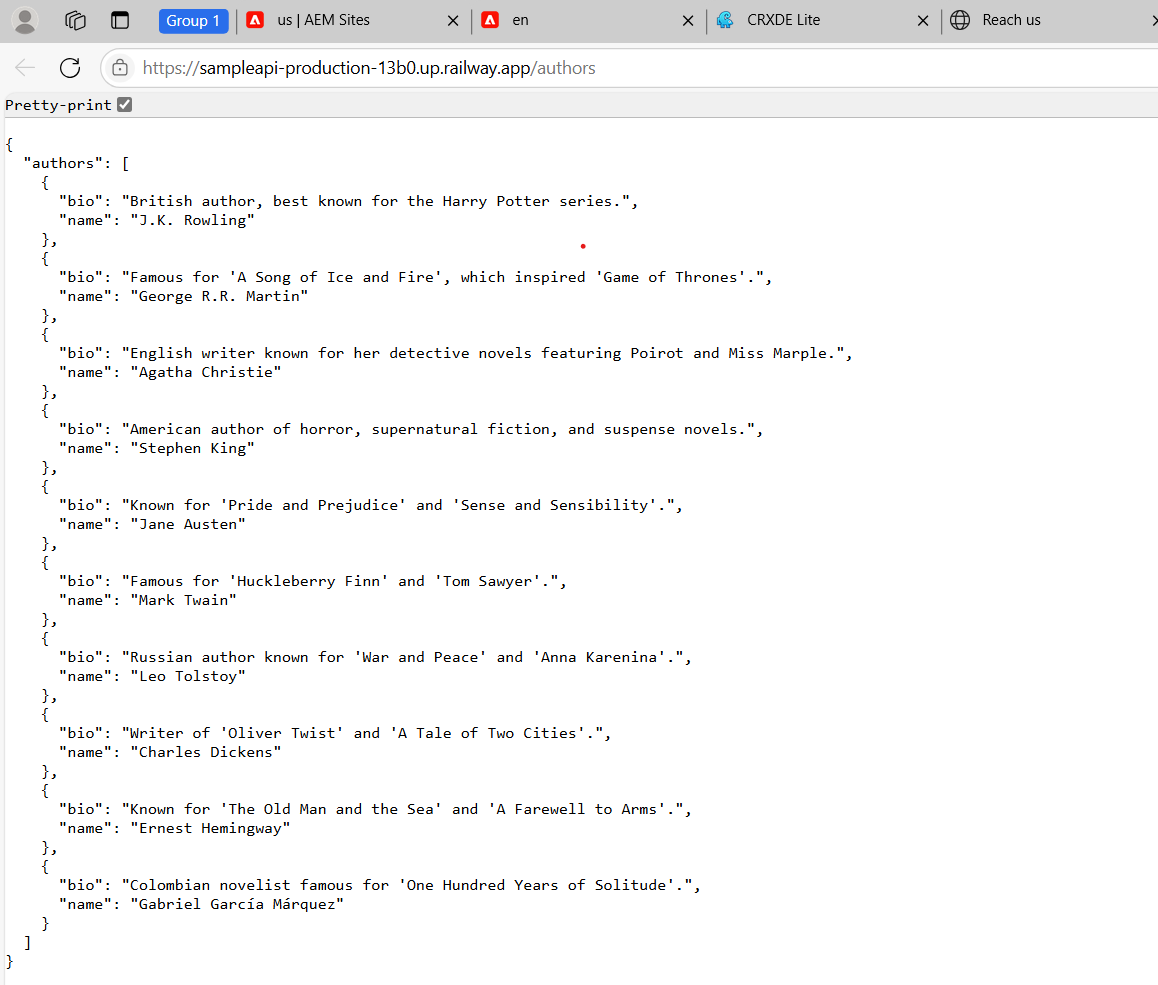 Group 1
us | AEM Sites
en
CRXDE Lite
Reach us
https://sampleapi-production-13b0.up.railway.app/authors
Pretty-print
{
  "authors": [
    {
      "bio": "British author, best known for the Harry Potter series.",
      "name": "J.K. Rowling"
    },
    {
      "bio": "Famous for 'A Song of Ice and Fire', which inspired 'Game of Thrones'.",
      "name": "George R.R. Martin"
    },
    {
      "bio": "English writer known for her detective novels featuring Poirot and Miss Marple.",
      "name": "Agatha Christie"
    },
    {
      "bio": "American author of horror, supernatural fiction, and suspense novels.",
      "name": "Stephen King"
    },
    {
      "bio": "Known for 'Pride and Prejudice' and 'Sense and Sensibility'.",
      "name": "Jane Austen"
    },
    {
      "bio": "Famous for 'Huckleberry Finn' and 'Tom Sawyer'.",
      "name": "Mark Twain"
    },
    {
      "bio": "Russian author known for 'War and Peace' and 'Anna Karenina'.",
      "name": "Leo Tolstoy"
    },
    {
      "bio": "Writer of 'Oliver Twist' and 'A Tale of Two Cities'.",
      "name": "Charles Dickens"
    },
    {
      "bio": "Known for 'The Old Man and the Sea' and 'A Farewell to Arms'.",
      "name": "Ernest Hemingway"
    },
    {
      "bio": "Colombian novelist famous for 'One Hundred Years of Solitude'.",
      "name": "Gabriel García Márquez"
    }
  ]
}